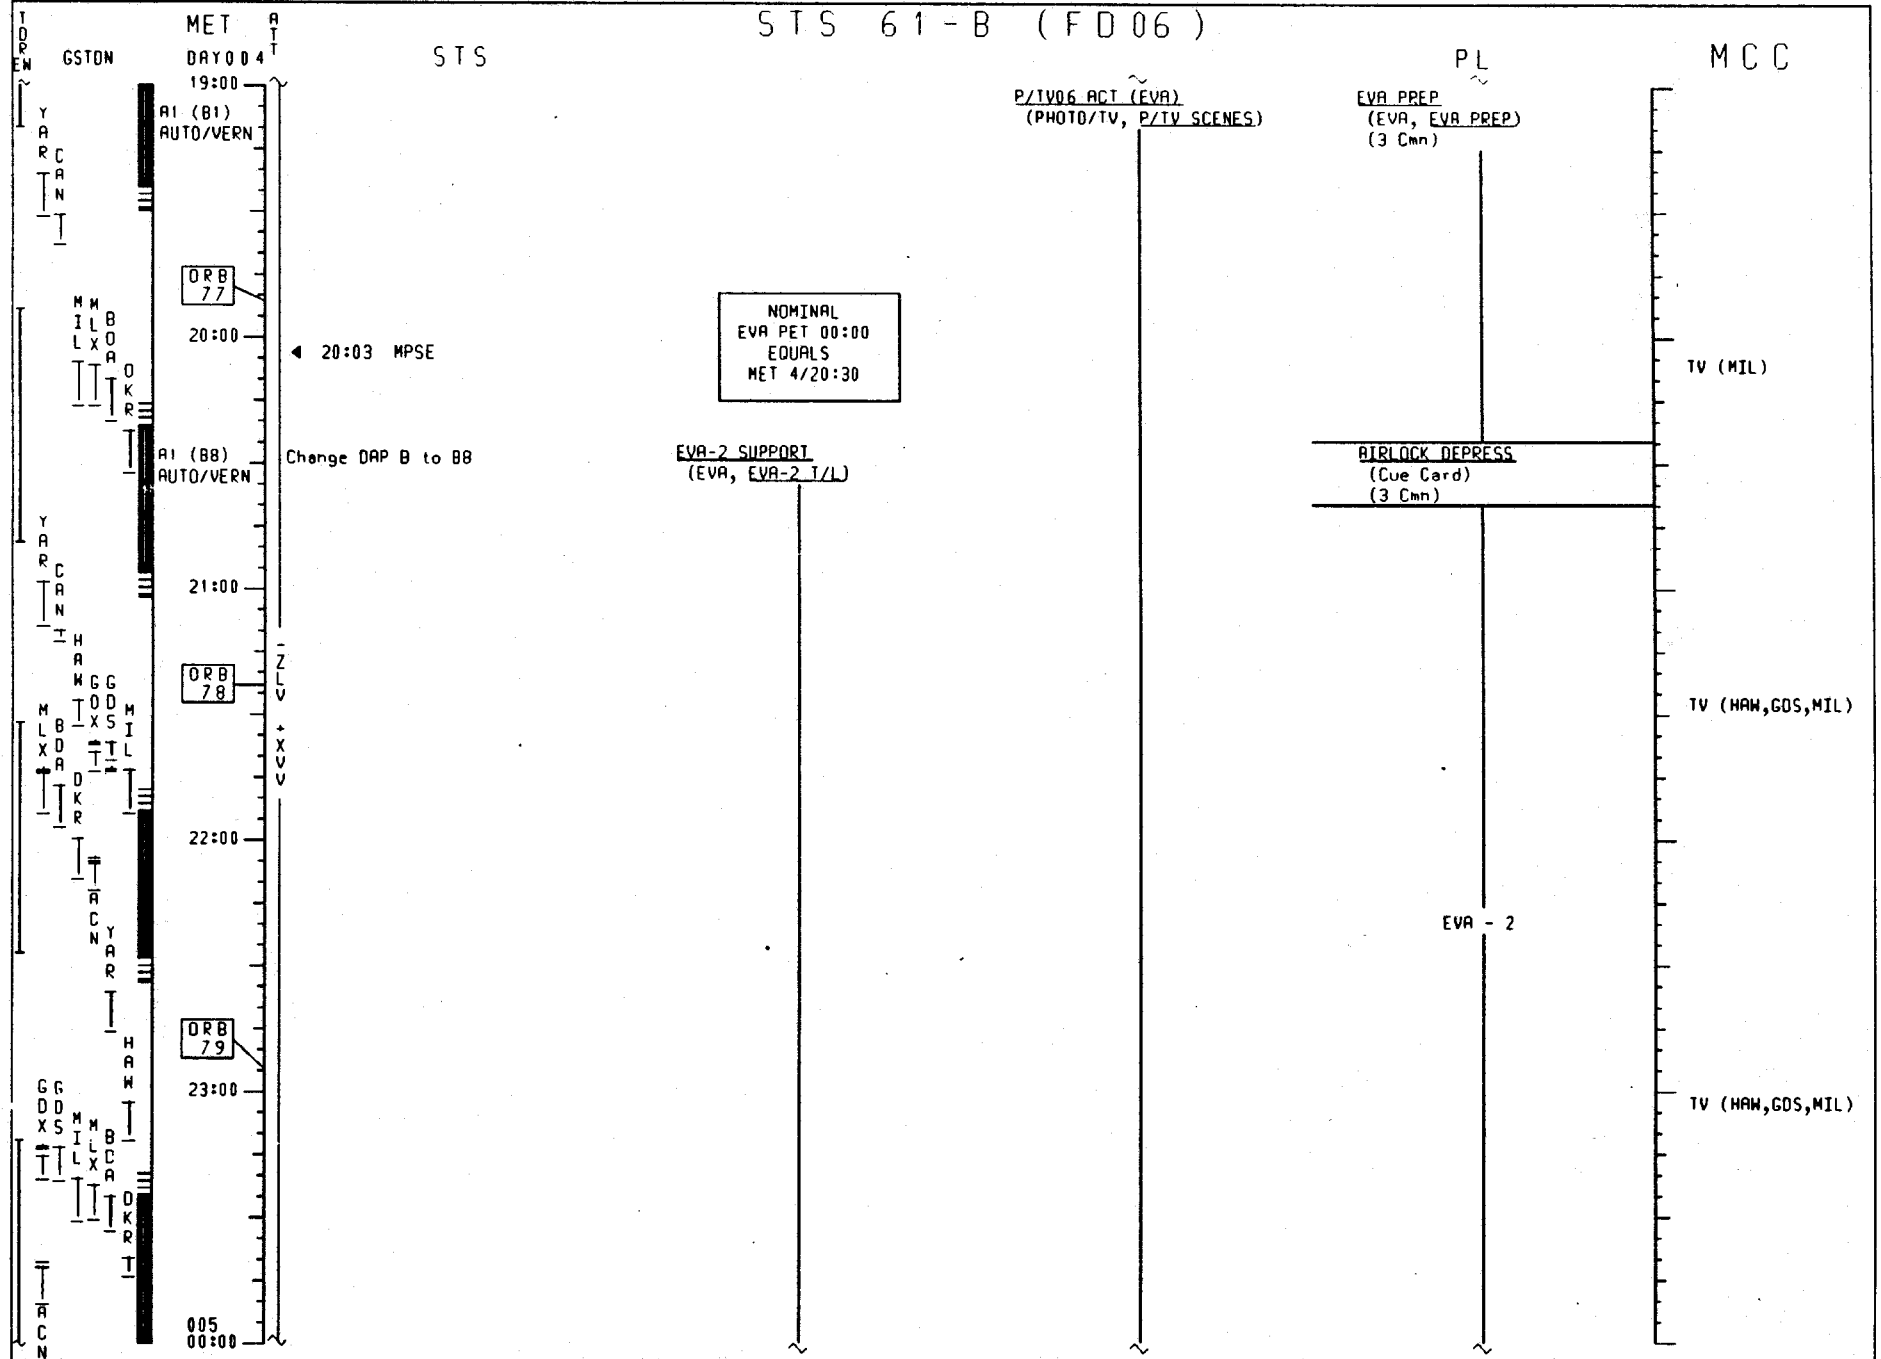 STS 61-B (FD06)
TDRE W
GSTDN
MET
DAY004
ATT
STS
PL
MCC
19:00
YAR
CAN
A1 (B1)
AUTO/VERN
P/TV06 ACT (EVA)
(PHOTO/TV, P/TV SCENES)
EVA PREP
(EVA, EVA PREP)
(3 Cmn)
ORB
77
MIL
MLX
BDA
DKR
20:00
20:03 MPSE
NOMINAL
EVA PET 00:00
EQUALS
MET 4/20:30
TV (MIL)
A1 (B8)
AUTO/VERN
Change DAP B to B8
EVA-2 SUPPORT
(EVA, EVA-2 T/L)
AIRLOCK DEPRESS
(Cue Card)
(3 Cmn)
YAR
CAN
21:00
HAW
GDX
GDS
MIL
MLX
BDA
DKR
ORB
78
-ZLV +XVV
TV (HAW,GDS,MIL)
22:00
ACN
YAR
EVA - 2
ORB
79
HAW
23:00
TV (HAW,GDS,MIL)
GDX
GDS
MIL
MLX
BDA
DKR
ACN
005
00:00